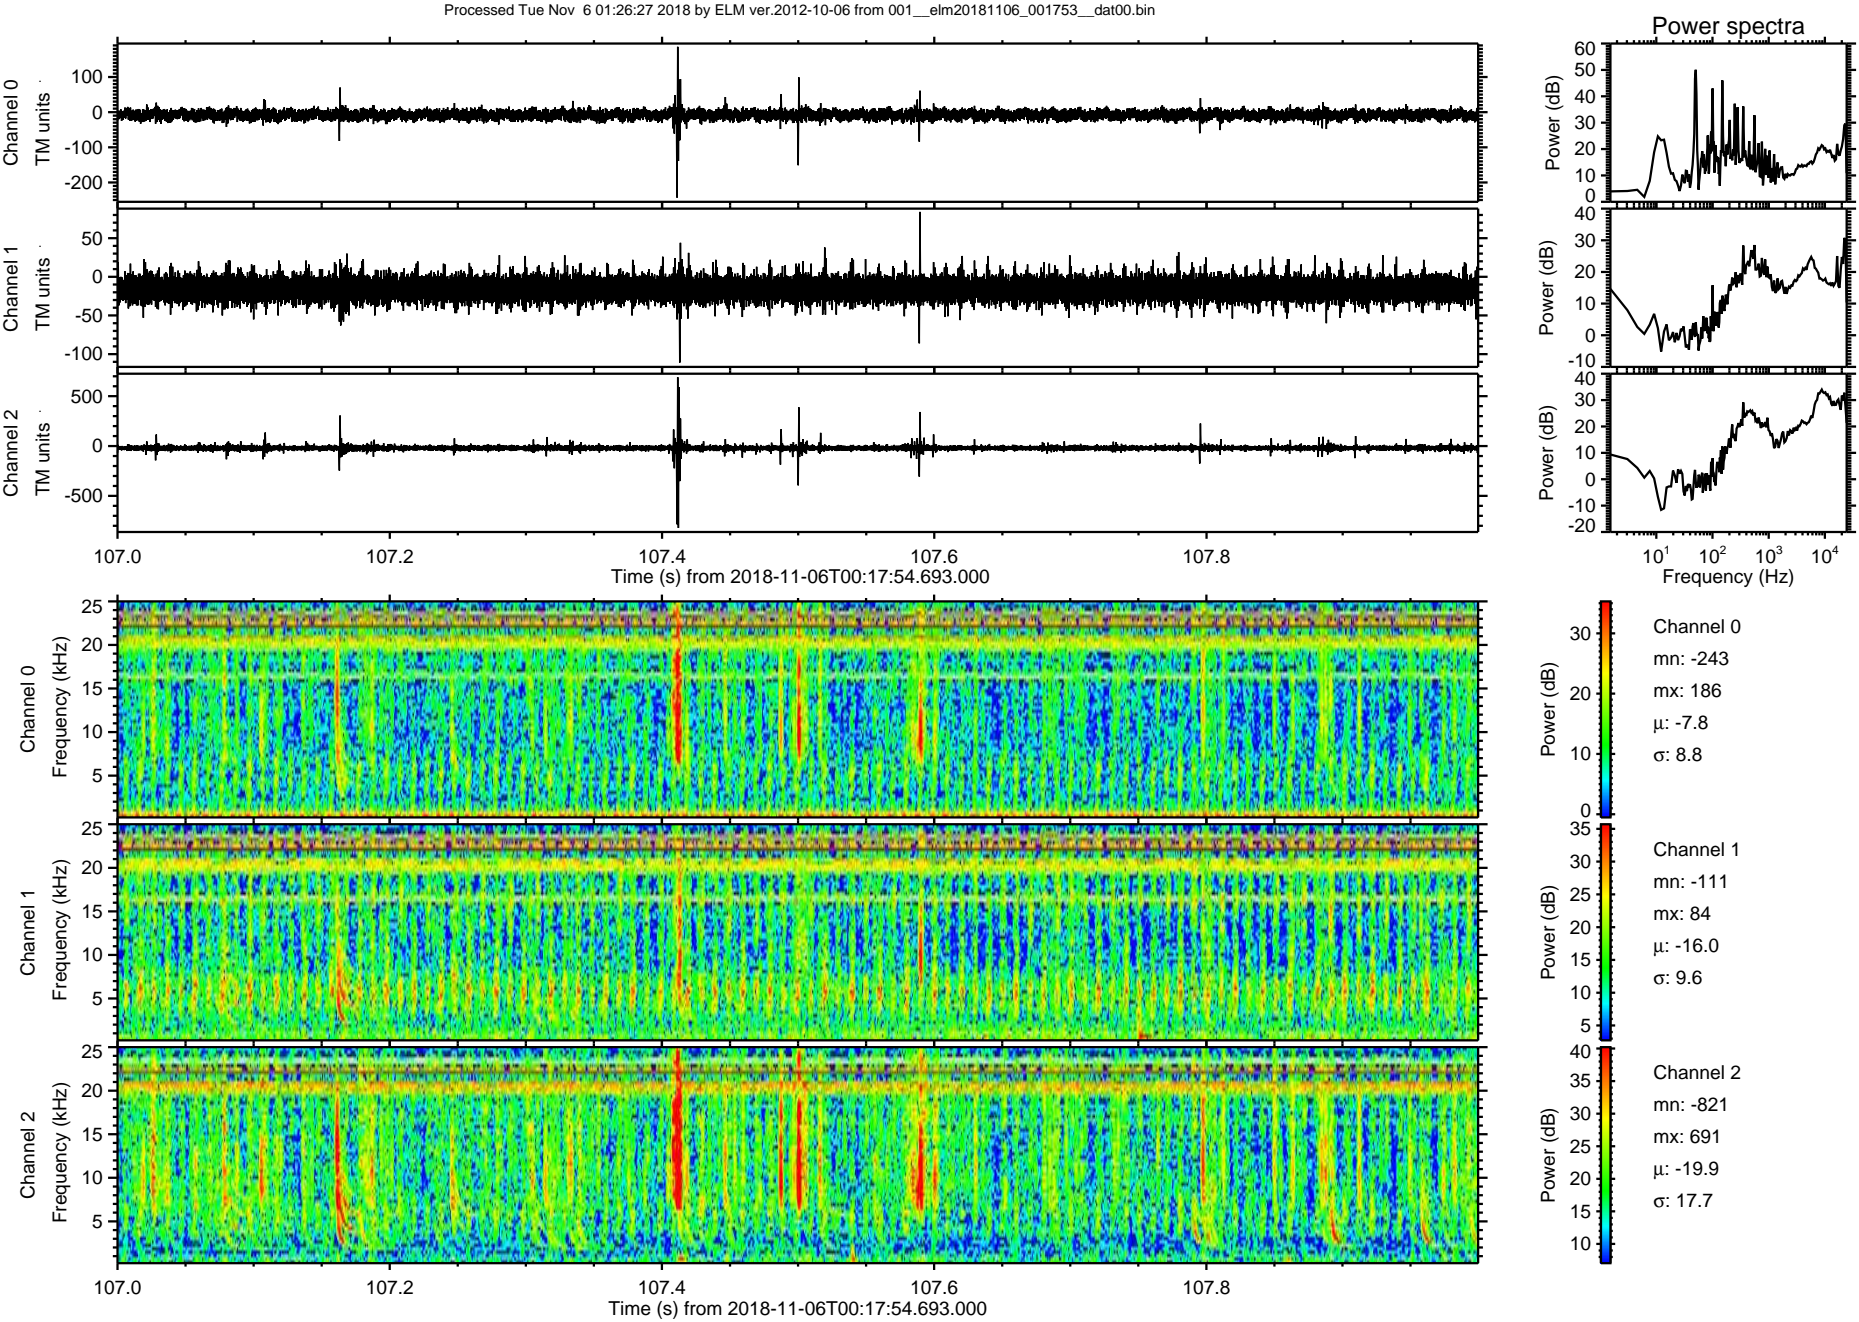 Processed Tue Nov  6 01:26:27 2018 by ELM ver.2012-10-06 from 001__elm20181106_001753__dat00.bin
Power spectra
Channel 0
TM units
100
0
-100
-200
Power (dB)
60
50
40
30
20
10
0
Channel 1
TM units
50
0
-50
-100
Power (dB)
40
30
20
10
0
-10
Channel 2
TM units
500
0
-500
Power (dB)
40
30
20
10
0
-10
-20
107.0 107.2 107.4 107.6 107.8
Time (s) from 2018-11-06T00:17:54.693.000
10¹ 10² 10³ 10⁴
Frequency (Hz)
Channel 0
Frequency (kHz)
25
20
15
10
5
Power (dB)
30
20
10
0
Channel 0
mn: -243
mx: 186
µ: -7.8
σ: 8.8
Channel 1
Frequency (kHz)
25
20
15
10
5
Power (dB)
35
30
25
20
15
10
5
Channel 1
mn: -111
mx: 84
µ: -16.0
σ: 9.6
Channel 2
Frequency (kHz)
25
20
15
10
5
Power (dB)
40
35
30
25
20
15
10
Channel 2
mn: -821
mx: 691
µ: -19.9
σ: 17.7
107.0 107.2 107.4 107.6 107.8
Time (s) from 2018-11-06T00:17:54.693.000